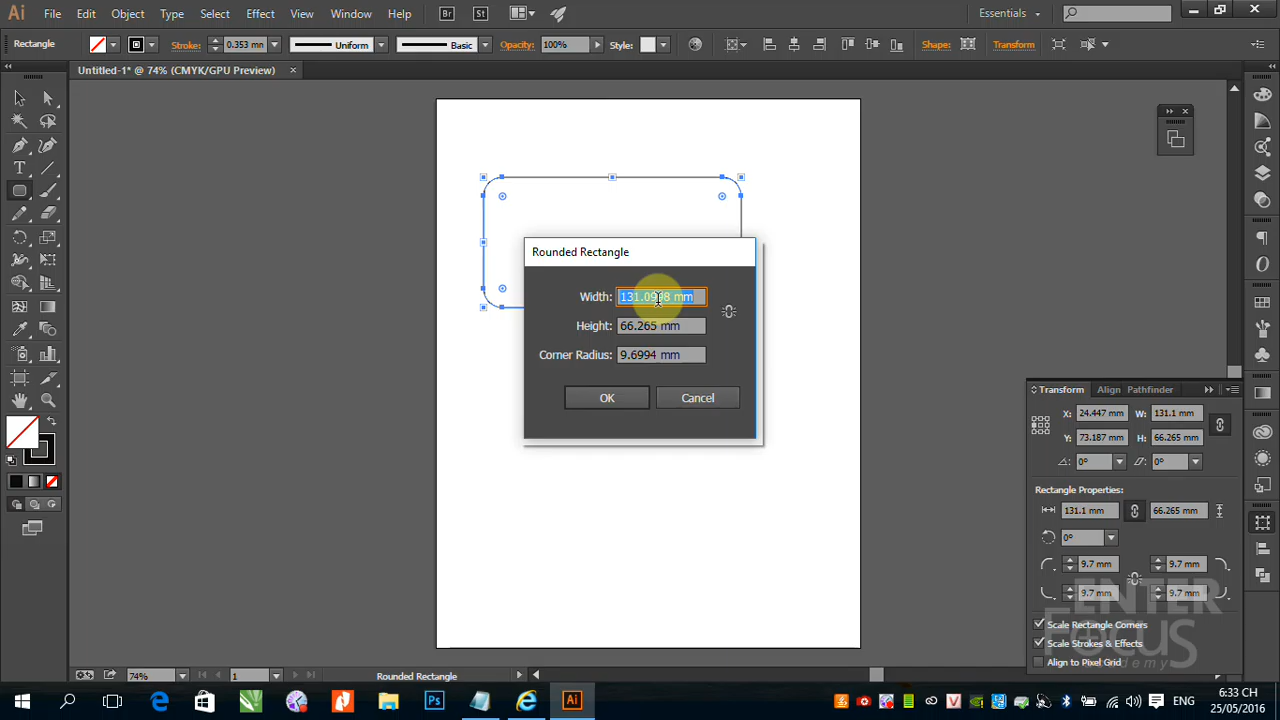 Ai File Edit Object Type Select Effect View Window Help Br St Essentials
Rectangle Stroke: 0.353 mn Uniform Basic Opacity: 100% Style: Shape: Transform
Untitled-1* @ 74% (CMYK/GPU Preview) ×
Rounded Rectangle
Width: mm
Height: 66.265 mm
Corner Radius: 9.6994 mm
OK Cancel
Transform Align Pathfinder
X: 24.447 mm W: 131.1 mm
Y: 73.187 mm H: 66.265 mm
0° 0°
Rectangle Properties:
131.1 mm 66.265 mm
0°
9.7 mm 9.7 mm
9.7 mm 9.7 mm
ENTER
FOCUS
Scale Rectangle Corners
Scale Strokes & Effects
Align to Pixel Grid
74% 1 Rounded Rectangle
Ps Ai ENG
6:33 CH
25/05/2016